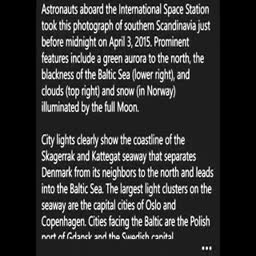 Astronauts aboard the International Space Station
took this photograph of southern Scandinavia just
before midnight on April 3, 2015. Prominent
features include a green aurora to the north, the
blackness of the Baltic Sea (lower right), and
clouds (top right) and snow (in Norway)
illuminated by the full Moon.
City lights clearly show the coastline of the
Skagerrak and Kattegat seaway that separates
Denmark from its neighbors to the north and leads
into the Baltic Sea. The largest light clusters on the
seaway are the capital cities of Oslo and
Copenhagen. Cities facing the Baltic are the Polish
port of Gdansk and the Swedish capital